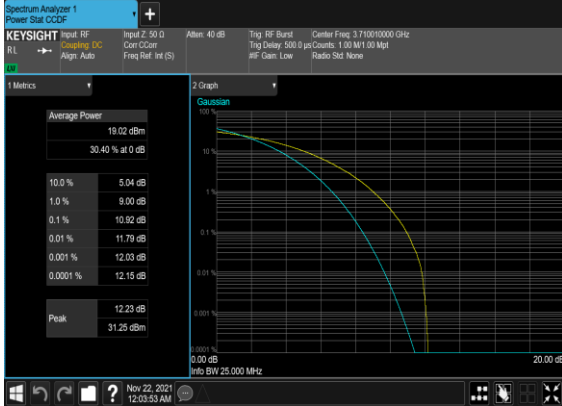 Spectrum Analyzer 1
Power Stat CCDF
+
KEYSIGHT
RL
Input: RF
Coupling: DC
Align: Auto
Input Z: 50 Ω
Corr CCorr
Freq Ref: Int (S)
Atten: 40 dB
Trig: RF Burst
Trig Delay: 500.0 µs
#IF Gain: Low
Center Freq: 3.710010000 GHz
Counts: 1.00 M/1.00 Mpt
Radio Std: None
1 Metrics
Average Power
19.02 dBm
30.40 % at 0 dB
10.0 % 5.04 dB
1.0 % 9.00 dB
0.1 % 10.92 dB
0.01 % 11.79 dB
0.001 % 12.03 dB
0.0001 % 12.15 dB
Peak
12.23 dB
31.25 dBm
2 Graph
Gaussian
100 %
10 %
1 %
0.1 %
0.01 %
0.001 %
0.0001 %
0.00 dB 20.00 dB
Info BW 25.000 MHz
?
Nov 22, 2021
12:03:53 AM